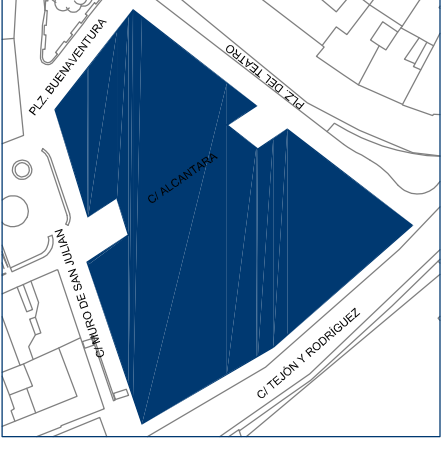 PLZ. BUENAVENTURA
PLZ. DEL TEATRO
C/ ALCANTARA
C/ MURO DE SAN JULIAN
C/ TEJÓN Y RODRÍGUEZ